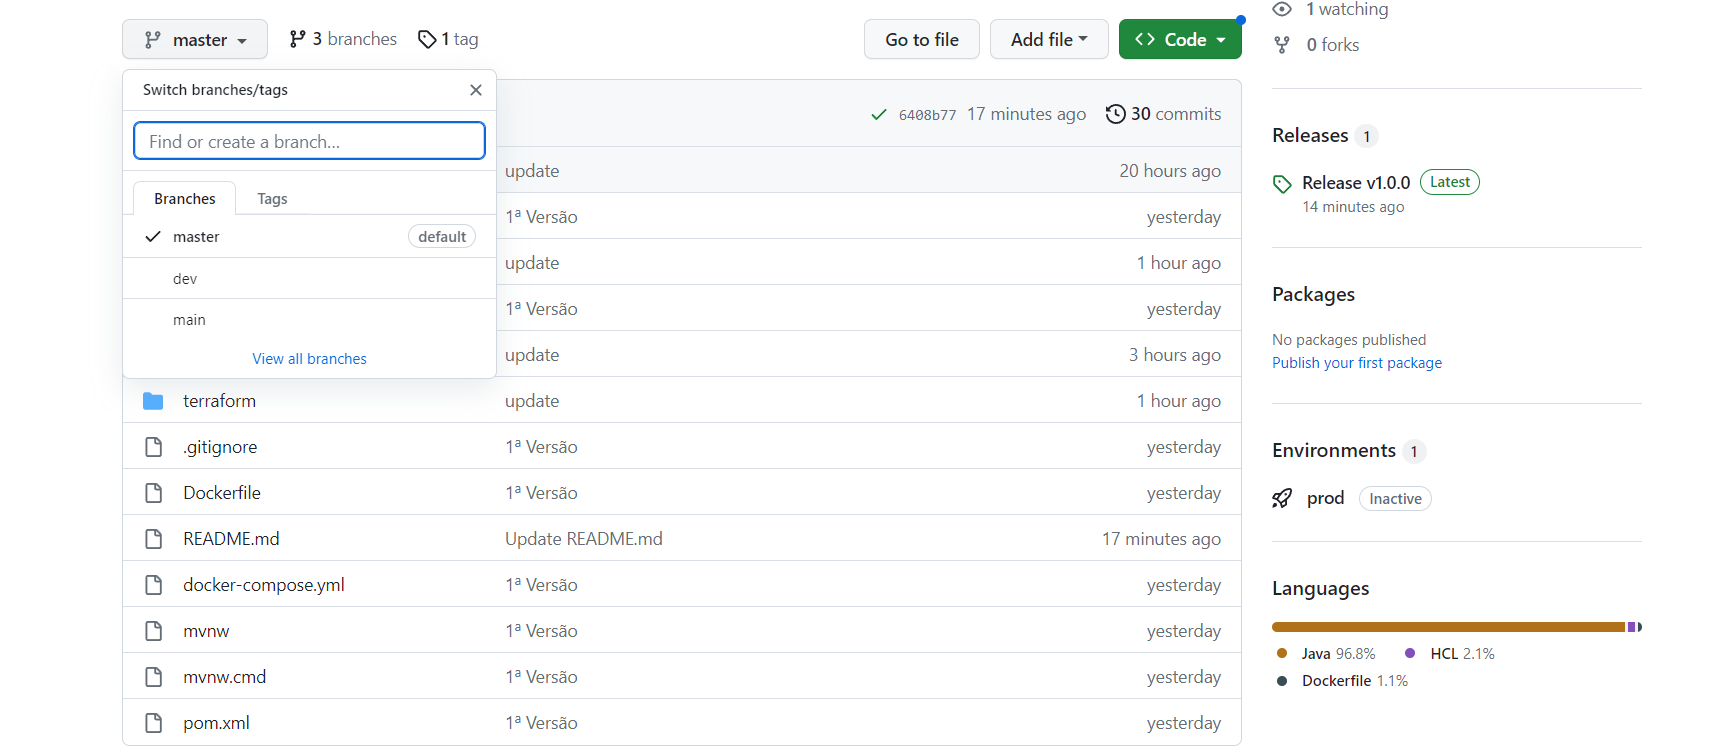 master
3 branches
1 tag
Go to file
Add file
Code
Switch branches/tags
Find or create a branch...
Branches
Tags
master default
dev
main
View all branches
6408b77 17 minutes ago 30 commits
update 20 hours ago
1ª Versão yesterday
update 1 hour ago
1ª Versão yesterday
update 3 hours ago
terraform update 1 hour ago
.gitignore 1ª Versão yesterday
Dockerfile 1ª Versão yesterday
README.md Update README.md 17 minutes ago
docker-compose.yml 1ª Versão yesterday
mvnw 1ª Versão yesterday
mvnw.cmd 1ª Versão yesterday
pom.xml 1ª Versão yesterday
1 watching
0 forks
Releases 1
Release v1.0.0 Latest
14 minutes ago
Packages
No packages published
Publish your first package
Environments 1
prod Inactive
Languages
Java 96.8% HCL 2.1%
Dockerfile 1.1%